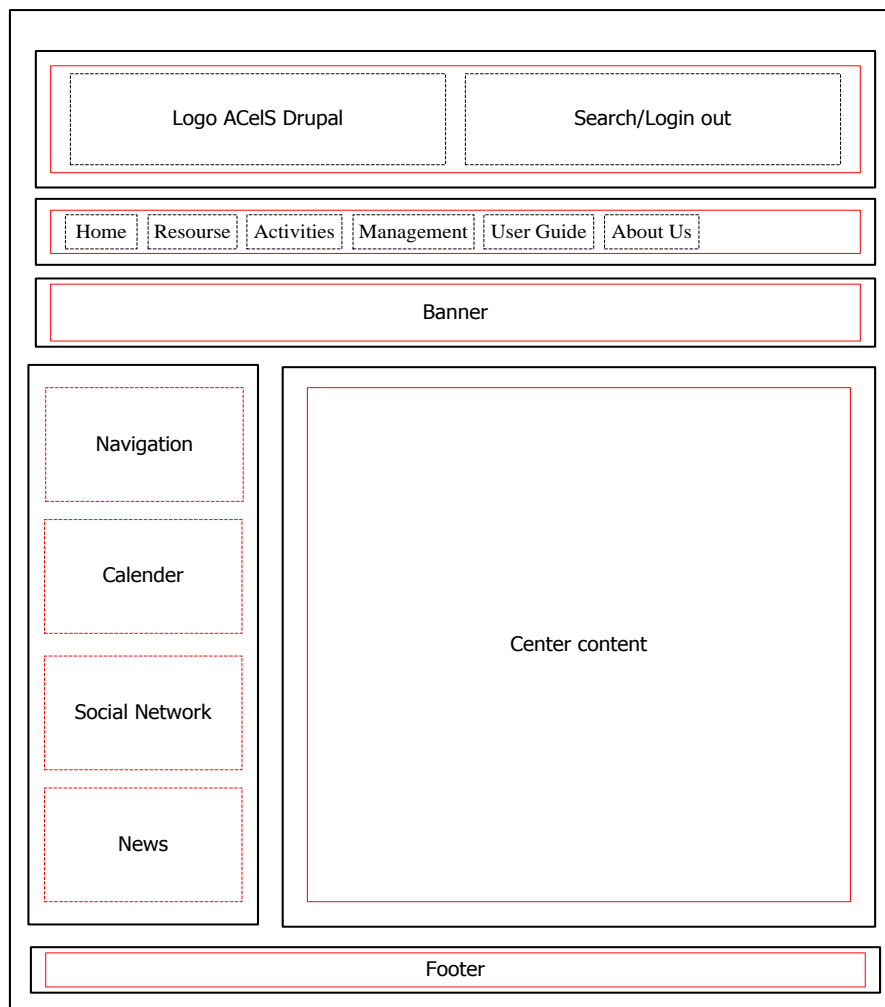 Logo ACelS Drupal
Search/Login out
Home Resourse Activities Management User Guide About Us
Banner
Navigation
Calender
Social Network
News
Center content
Footer